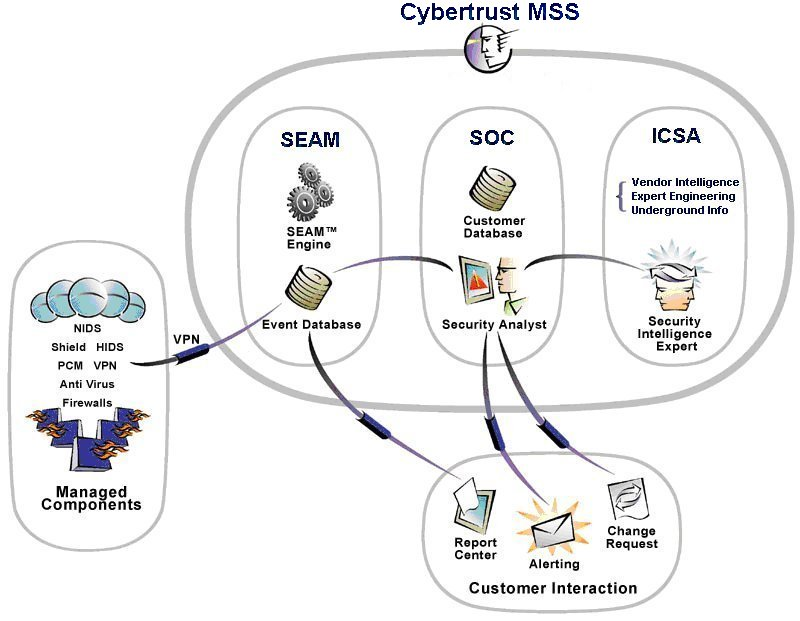 Cybertrust MSS
SEAM
SEAM™
Engine
Event Database
SOC
Customer
Database
Security Analyst
ICSA
Vendor Intelligence
Expert Engineering
Underground Info
Security
Intelligence
Expert
NIDS
Shield HIDS
PCM VPN
Anti Virus
Firewalls
Managed
Components
VPN
Report
Center
Alerting
Change
Request
Customer Interaction